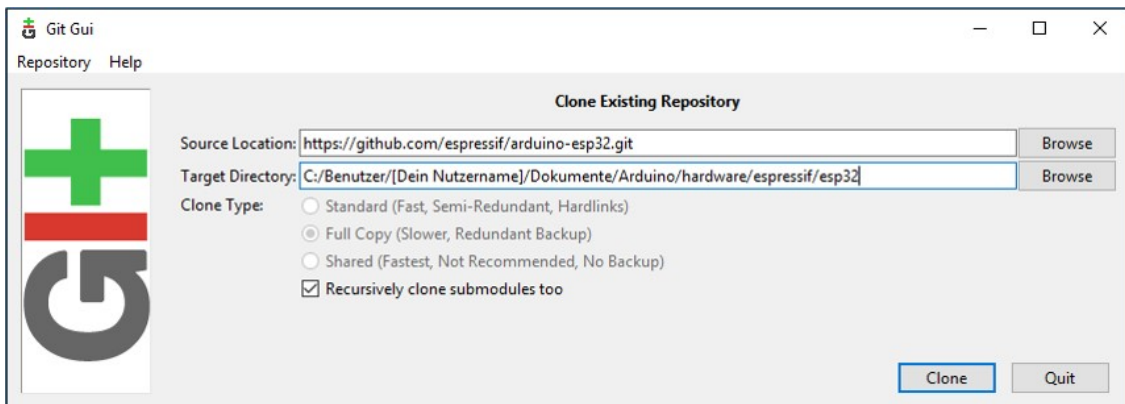 Git Gui
Repository Help
Clone Existing Repository
Source Location: https://github.com/espressif/arduino-esp32.git Browse
Target Directory: C:/Benutzer/[Dein Nutzername]/Dokumente/Arduino/hardware/espressif/esp32 Browse
Clone Type: Standard (Fast, Semi-Redundant, Hardlinks)
Full Copy (Slower, Redundant Backup)
Shared (Fastest, Not Recommended, No Backup)
Recursively clone submodules too
Clone Quit
GIT